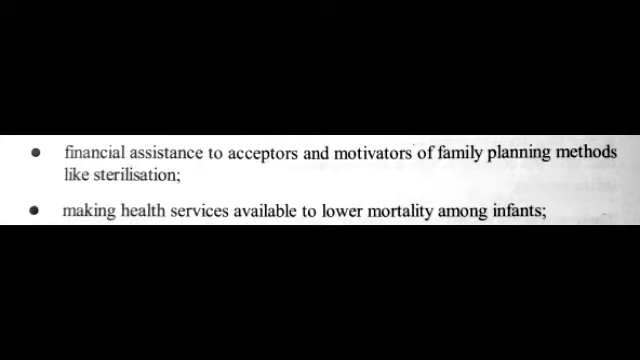 ● financial assistance to acceptors and motivators of family planning methods
like sterilisation;
● making health services available to lower mortality among infants;